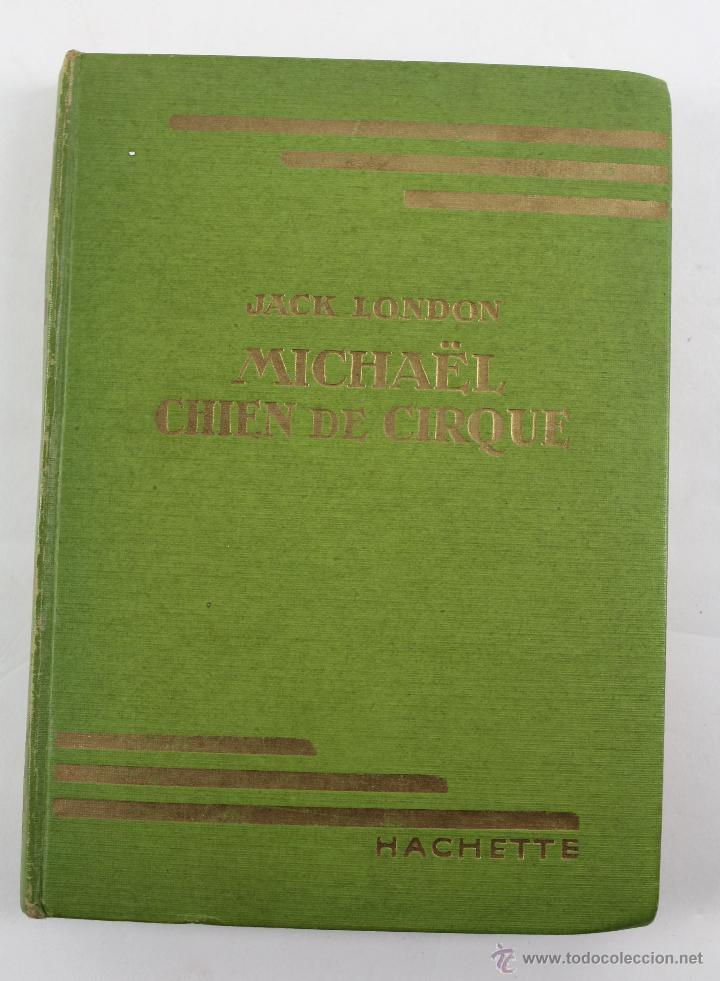 JACK LONDON
MICHAËL
CHIEN DE CIRQUE
HACHETTE
© www.todocoleccion.net